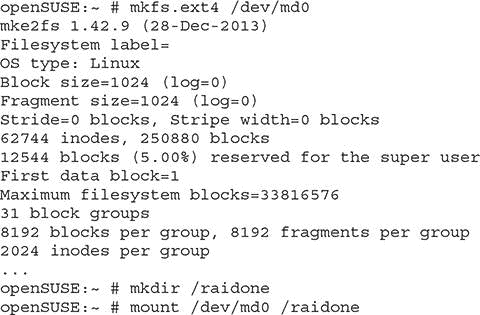 openSUSE:~ # mkfs.ext4 /dev/md0
mke2fs 1.42.9 (28-Dec-2013)
Filesystem label=
OS type: Linux
Block size=1024 (log=0)
Fragment size=1024 (log=0)
Stride=0 blocks, Stripe width=0 blocks
62744 inodes, 250880 blocks
12544 blocks (5.00%) reserved for the super user
First data block=1
Maximum filesystem blocks=33816576
31 block groups
8192 blocks per group, 8192 fragments per group
2024 inodes per group
...
openSUSE:~ # mkdir /raidone
openSUSE:~ # mount /dev/md0 /raidone